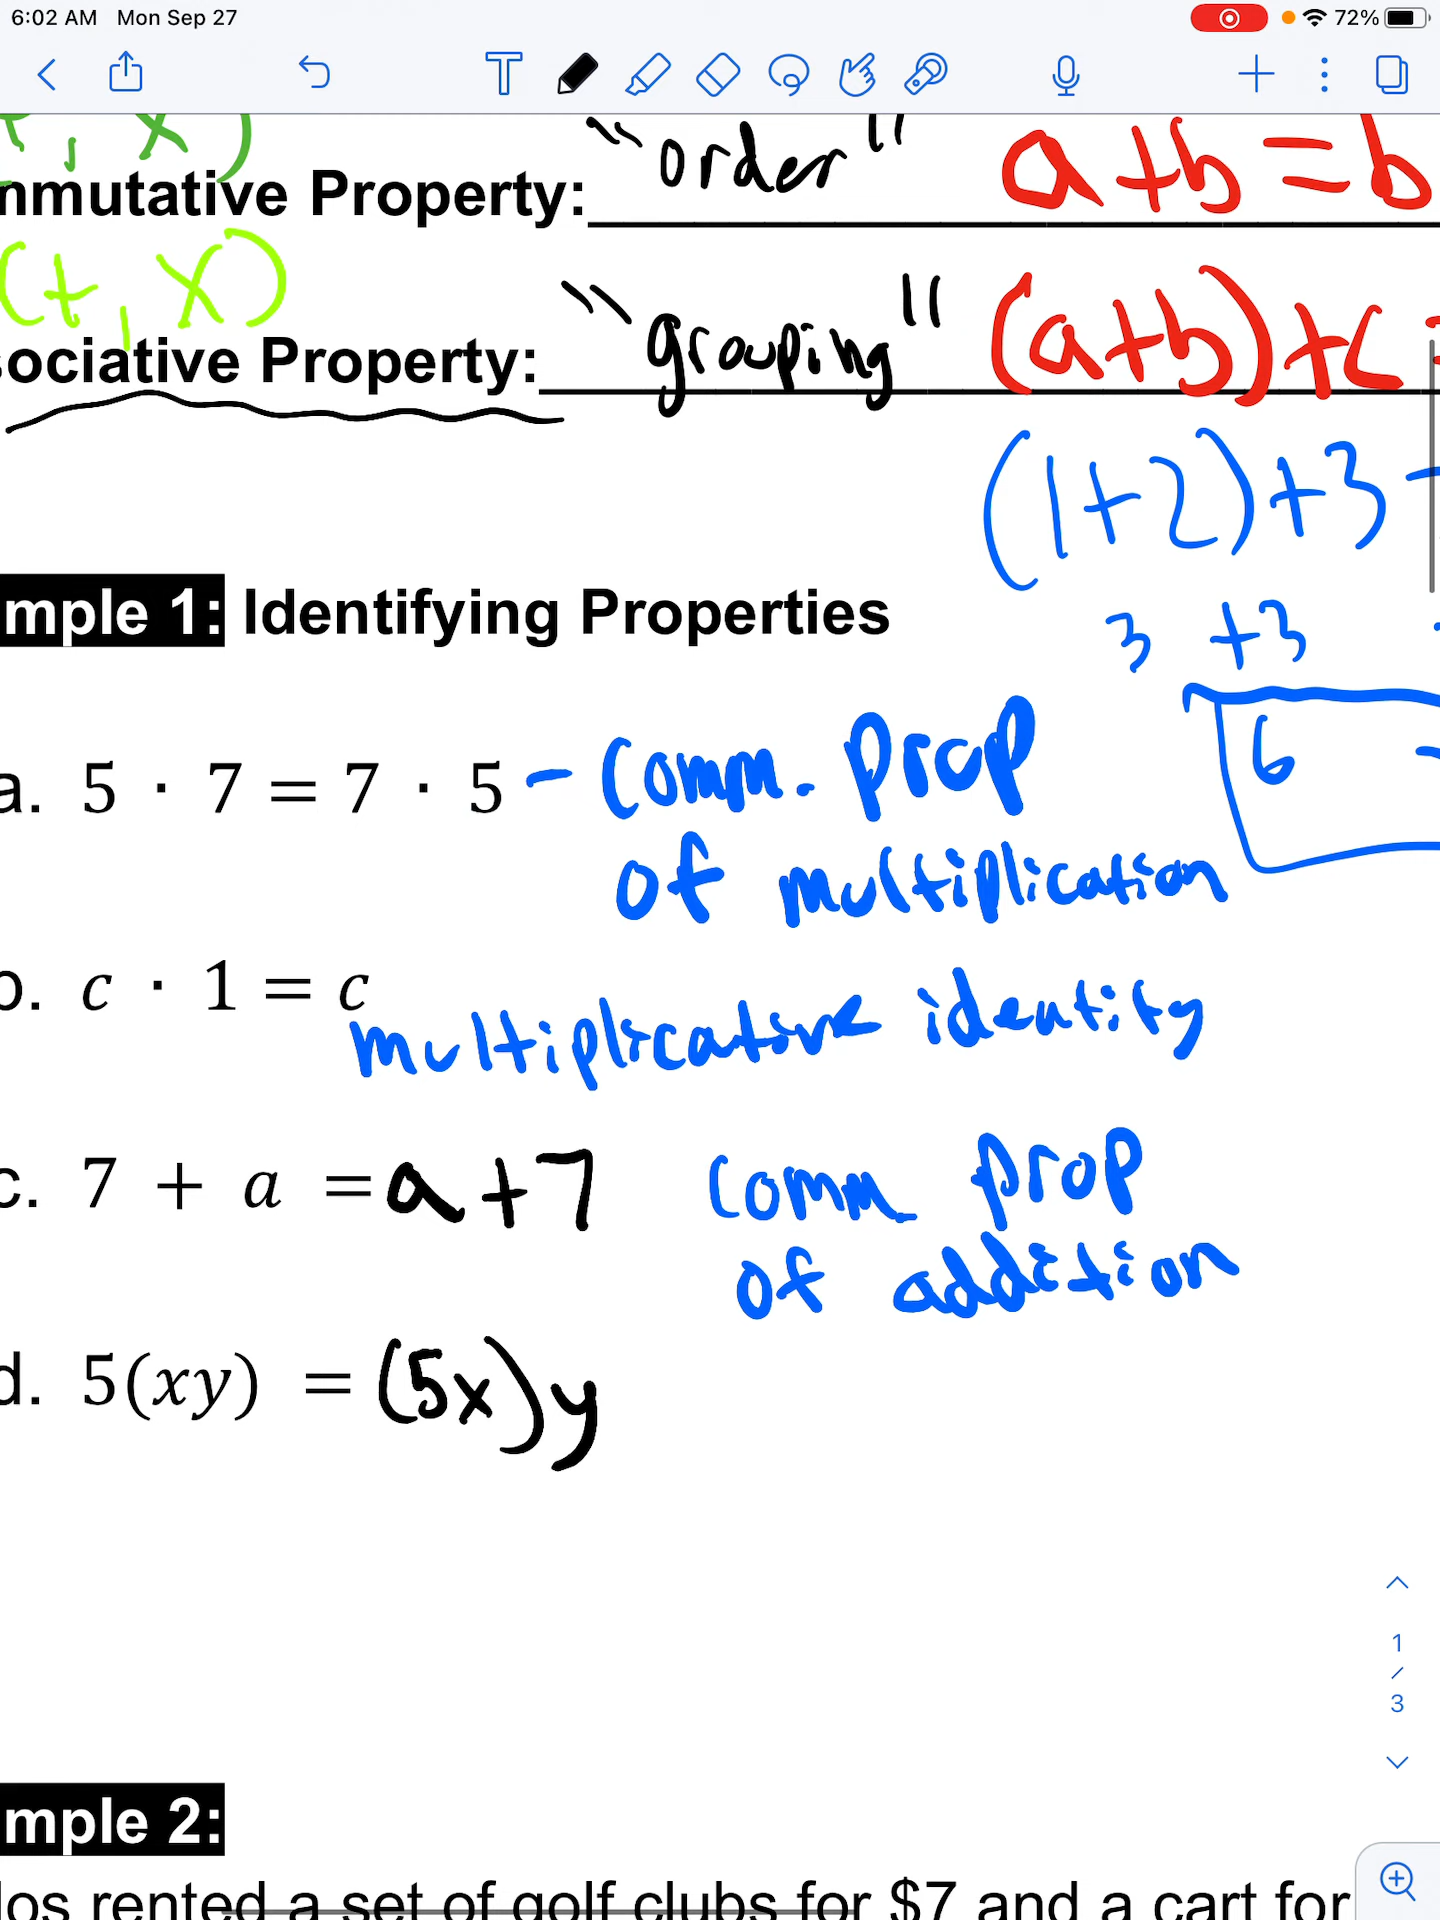 6:02 AM Mon Sep 27 72%
T
(+, x)
mmutative Property: "order" a+b=b
(+, x)
sociative Property: "grouping" (a+b)+c
(1+2)+3
mple 1: Identifying Properties
3 +3
6
a. 5 · 7 = 7 · 5 - Comm. Prop
of multiplication
b. c · 1 = c
multiplicative identity
c. 7 + a = a+7 Comm. prop
of addition
d. 5(xy) = (5x)y
1
/
3
mple 2:
los rented a set of golf clubs for $7 and a cart for